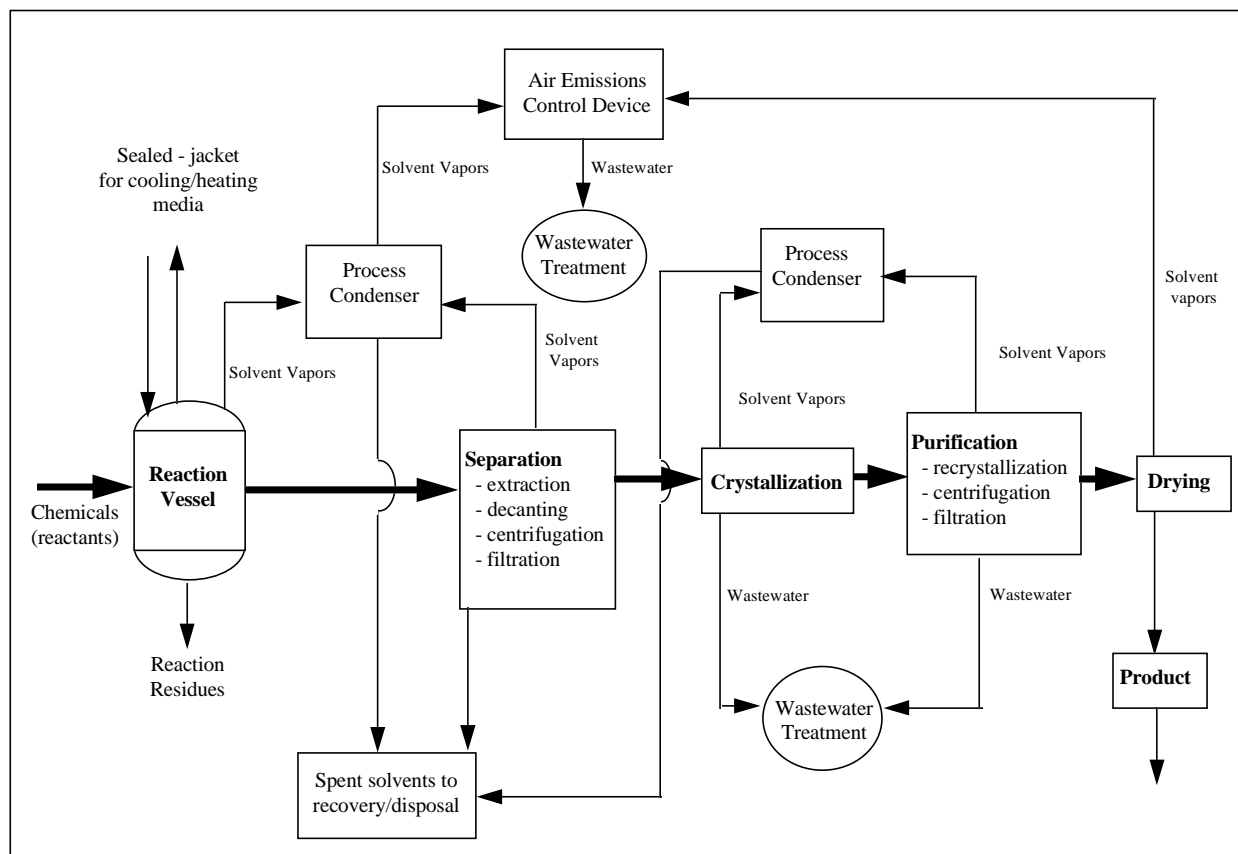 Air Emissions
Control Device
Sealed - jacket
for cooling/heating
media
Solvent Vapors
Wastewater
Wastewater
Treatment
Process
Condenser
Process
Condenser
Solvent
vapors
Solvent Vapors
Solvent
Vapors
Solvent Vapors
Solvent Vapors
Reaction
Vessel
Chemicals
(reactants)
Separation
- extraction
- decanting
- centrifugation
- filtration
Crystallization
Purification
- recrystallization
- centrifugation
- filtration
Drying
Wastewater
Wastewater
Reaction
Residues
Product
Wastewater
Treatment
Spent solvents to
recovery/disposal